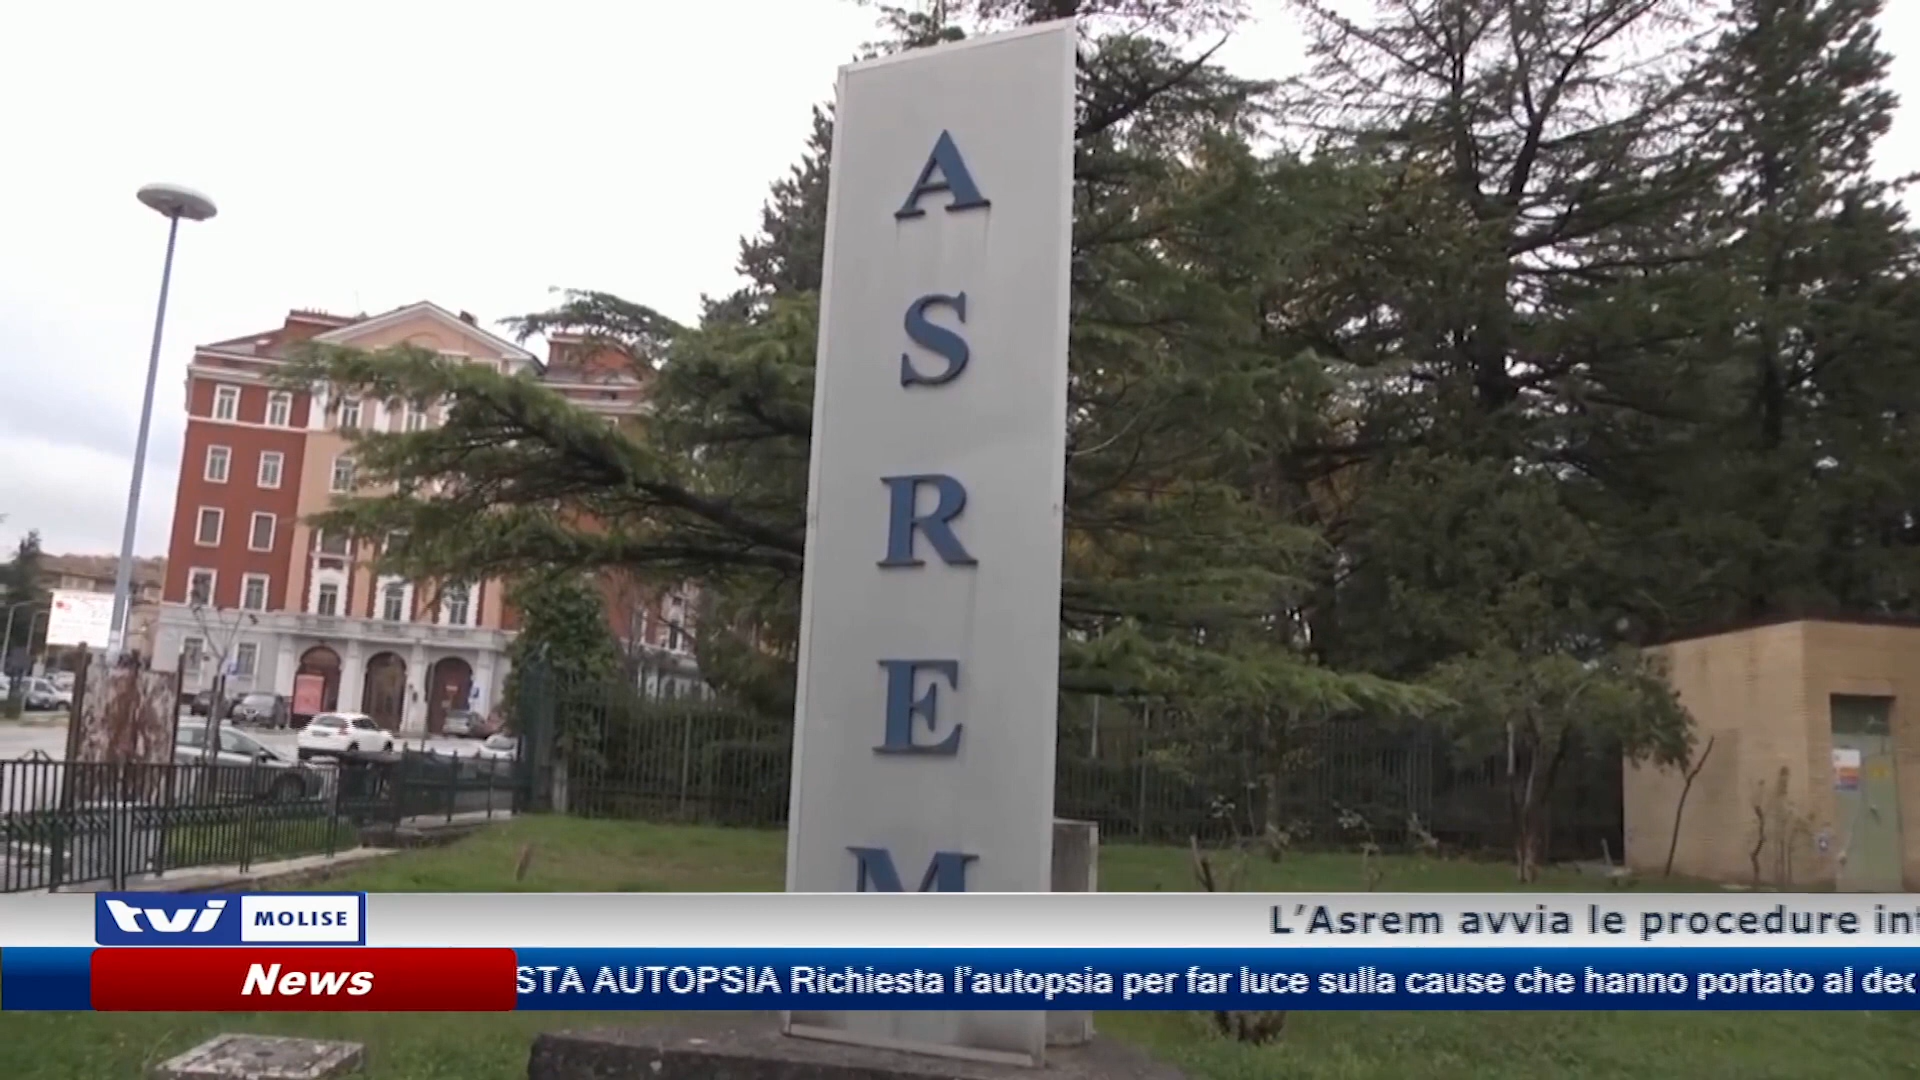 A
S
R
E
M
tvi MOLISE
L'Asrem avvia le procedure
News
AUTOPSIA Richiesta l'autopsia per far luce sulla cause che hanno portato al